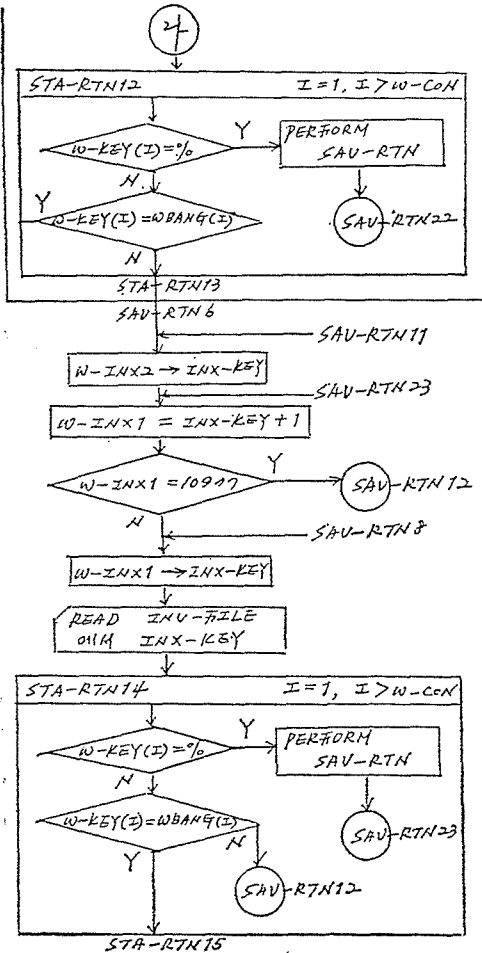 4
STA-RTN12 I=1, I>W-CON
W-KEY(I)=%
Y
PERFORM
SAV-RTN
N
Y
W-KEY(I)=WBANG(I)
SAV-RTN22
N
STA-RTN13
SAV-RTN6
SAV-RTN11
W-INX2→INX-KEY
SAV-RTN23
W-INX1 = INX-KEY+1
W-INX1 =
Y
SAV-RTN12
N
SAV-RTN8
W-INX1→INX-KEY
READ INV-FILE
에서 INX-KEY
STA-RTN14 I=1, I>W-CON
W-KEY(I)=%
Y
PERFORM
SAV-RTN
N
W-KEY(I)=WBANG(I)
N
SAV-RTN23
Y
SAV-RTN12
STA-RTN15